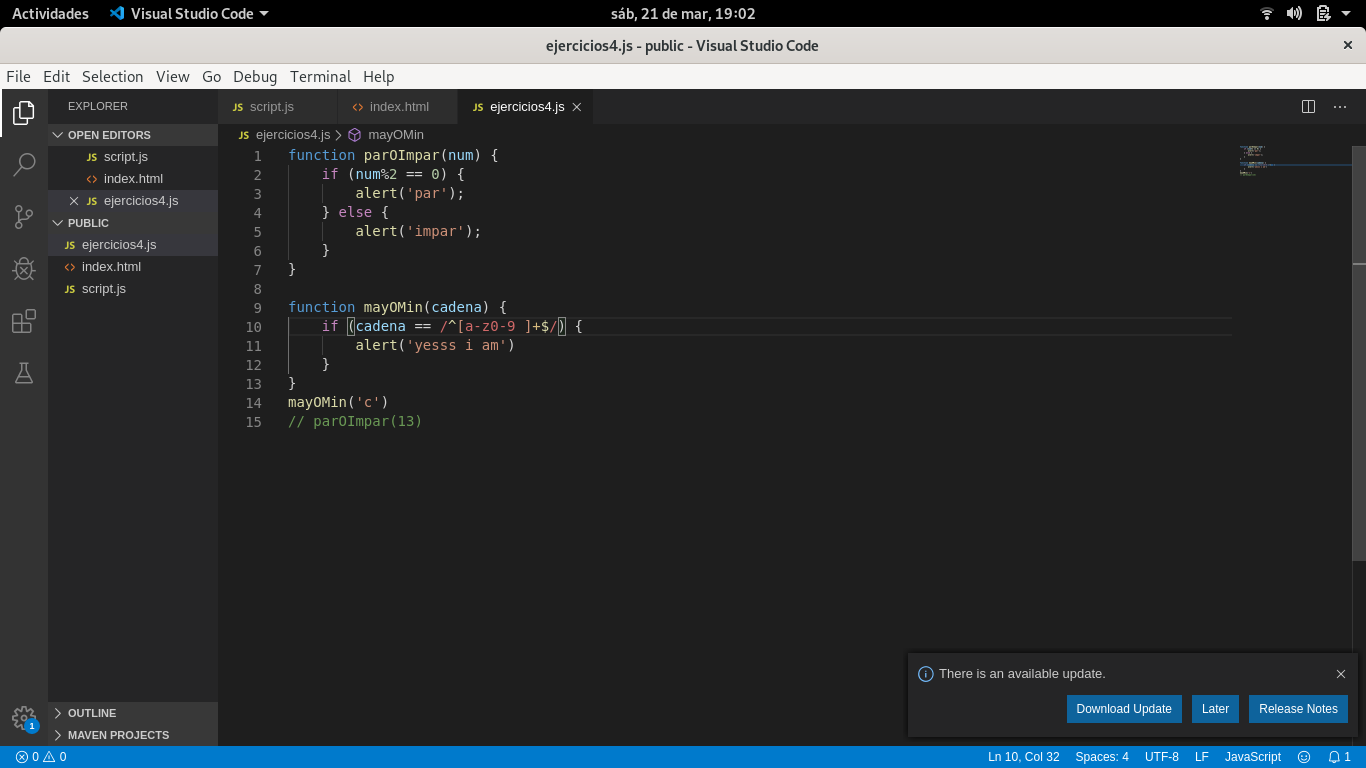 Actividades Visual Studio Code sáb, 21 de mar, 19:02
ejercicios4.js - public - Visual Studio Code
File Edit Selection View Go Debug Terminal Help
EXPLORER
OPEN EDITORS
JS script.js
<> index.html
JS ejercicios4.js
PUBLIC
JS ejercicios4.js
<> index.html
JS script.js
OUTLINE
MAVEN PROJECTS
1
JS script.js <> index.html JS ejercicios4.js
JS ejercicios4.js > mayOMin
1 function parOImpar(num) {
2     if (num%2 == 0) {
3         alert('par');
4     } else {
5         alert('impar');
6     }
7 }
8
9 function mayOMin(cadena) {
10     if (cadena == /^[a-z0-9 ]+$/) {
11         alert('yesss i am')
12     }
13 }
14 mayOMin('c')
15 // parOImpar(13)
There is an available update.
Download Update Later Release Notes
0 0 Ln 10, Col 32 Spaces: 4 UTF-8 LF JavaScript 1